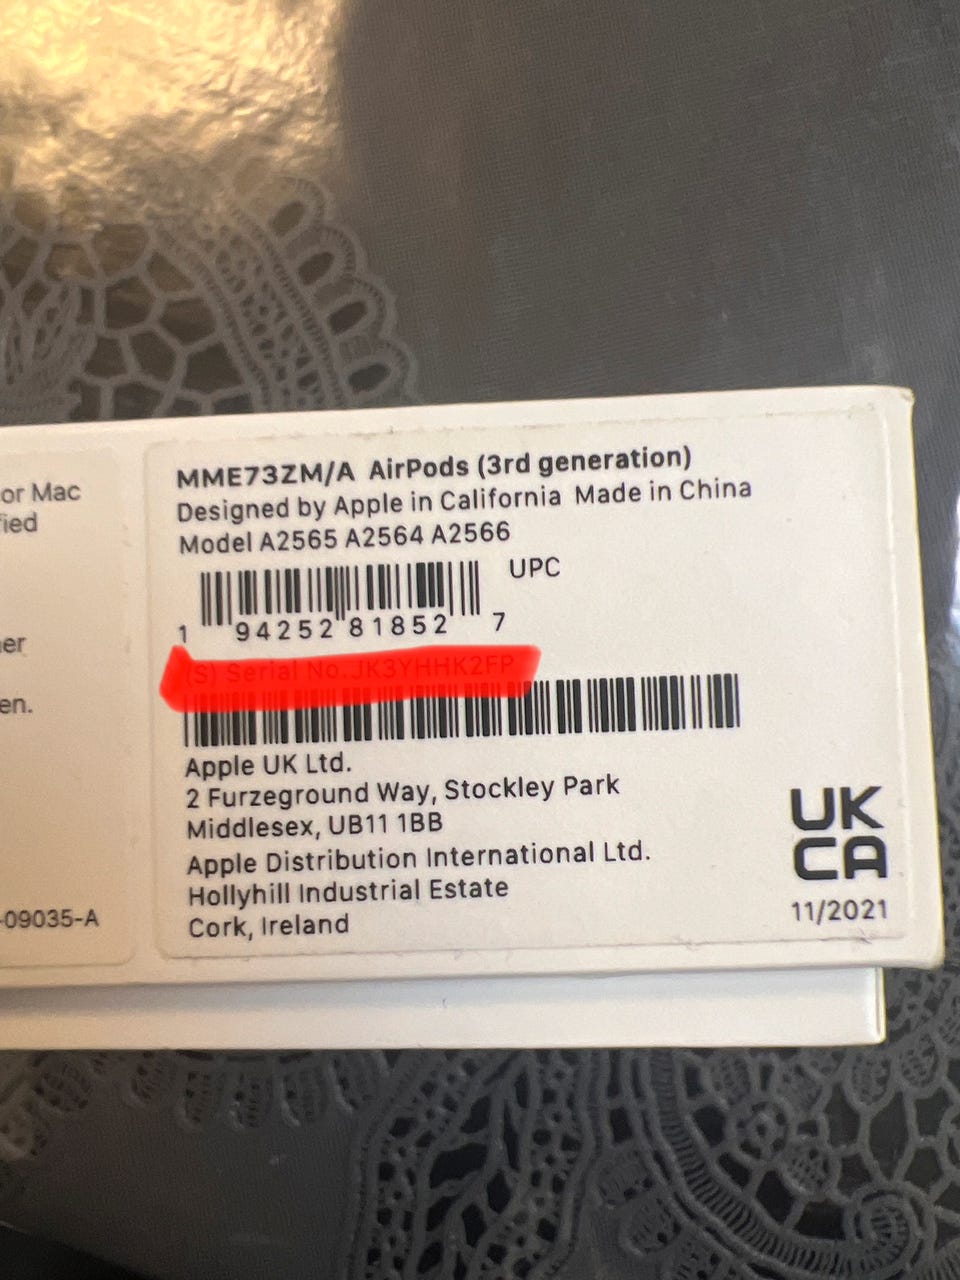 or Mac
fied
ner
en.
-09035-A
MME73ZM/A AirPods (3rd generation)
Designed by Apple in California Made in China
Model A2565 A2564 A2566
UPC
1 94252 81852 7
(S) Serial No.JK3YHHK2FP
Apple UK Ltd.
2 Furzeground Way, Stockley Park
Middlesex, UB11 1BB
Apple Distribution International Ltd.
Hollyhill Industrial Estate
Cork, Ireland
UK
CA
11/2021